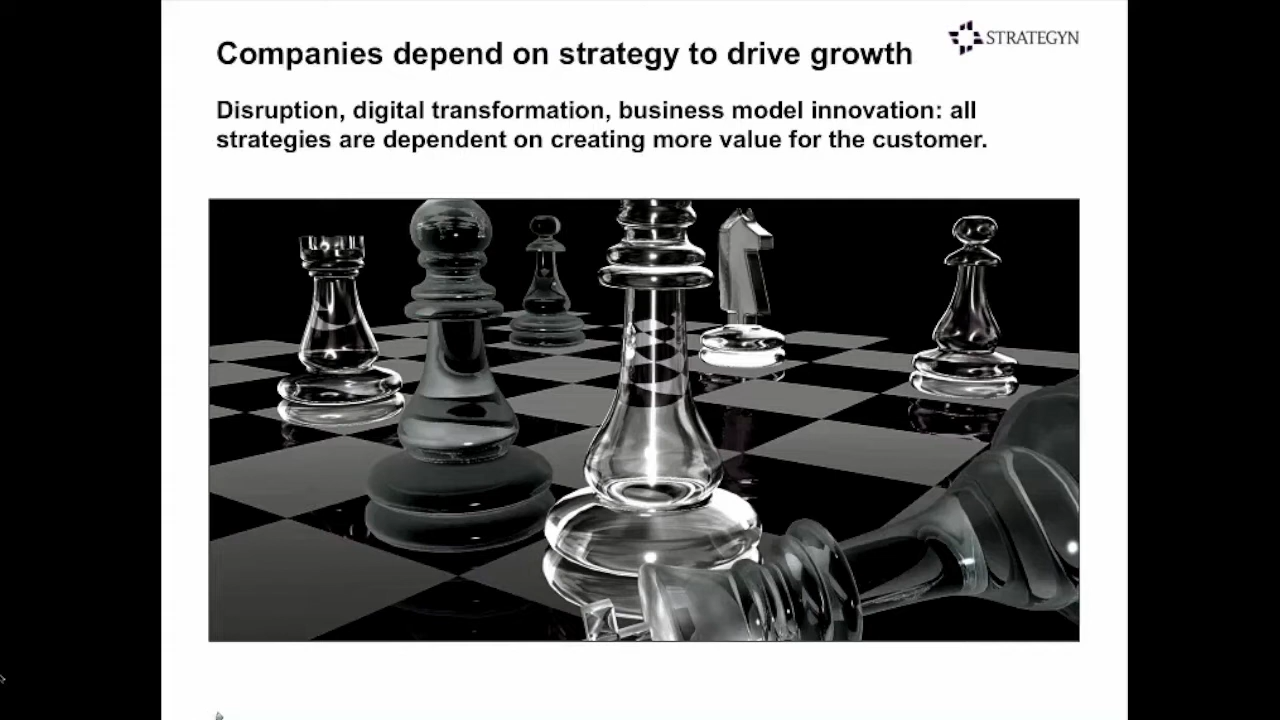 STRATEGYN
Companies depend on strategy to drive growth
Disruption, digital transformation, business model innovation: all
strategies are dependent on creating more value for the customer.